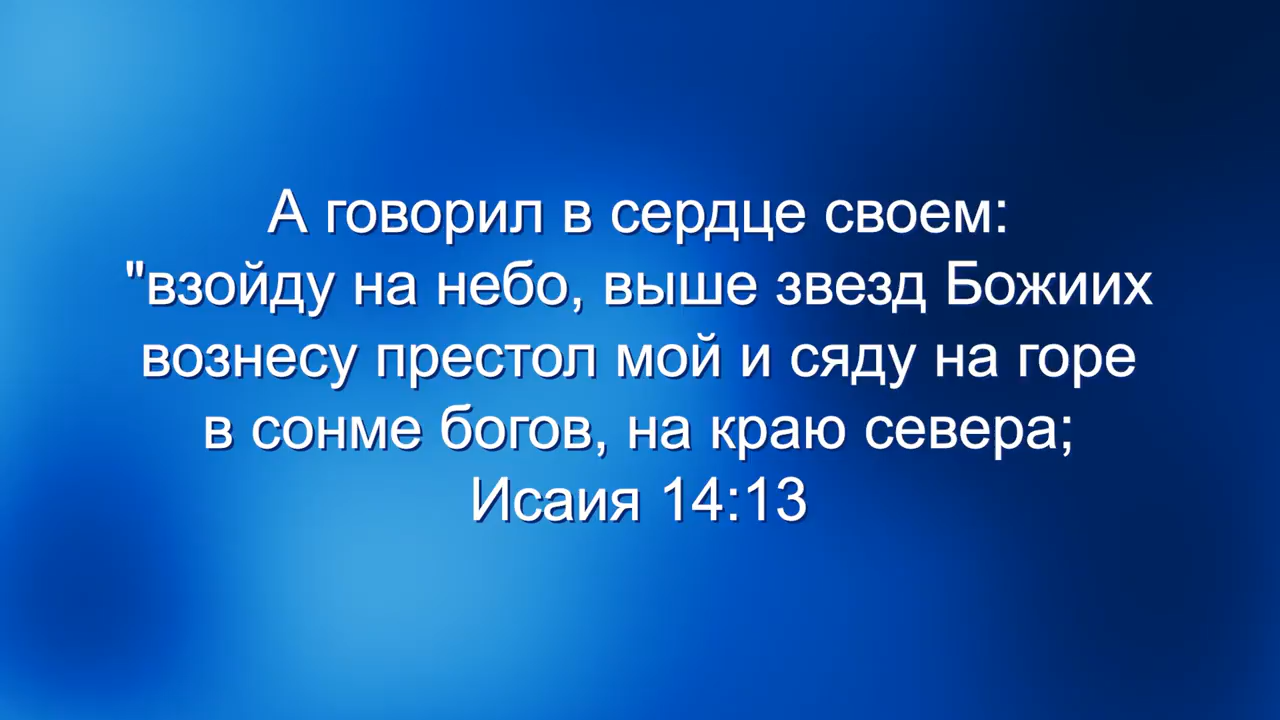 А говорил в сердце своем:
"взойду на небо, выше звезд Божиих
вознесу престол мой и сяду на горе
в сонме богов, на краю севера;
Исаия 14:13